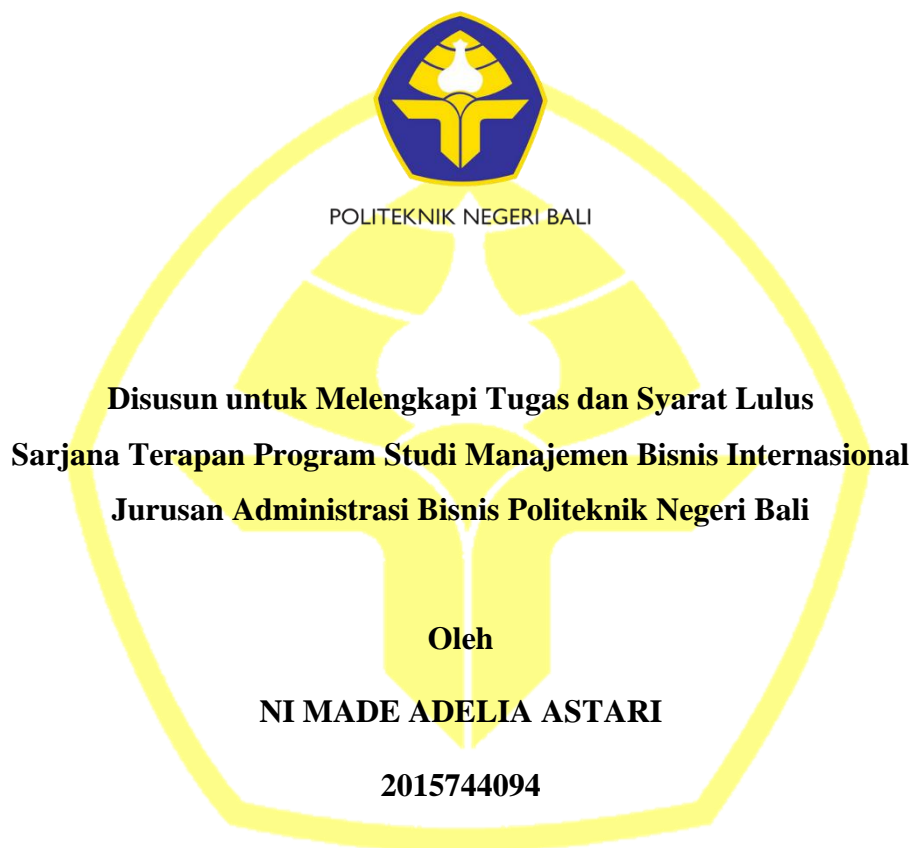 POLITEKNIK NEGERI BALI
Disusun untuk Melengkapi Tugas dan Syarat Lulus
Sarjana Terapan Program Studi Manajemen Bisnis Internasional
Jurusan Administrasi Bisnis Politeknik Negeri Bali
Oleh
NI MADE ADELIA ASTARI
2015744094